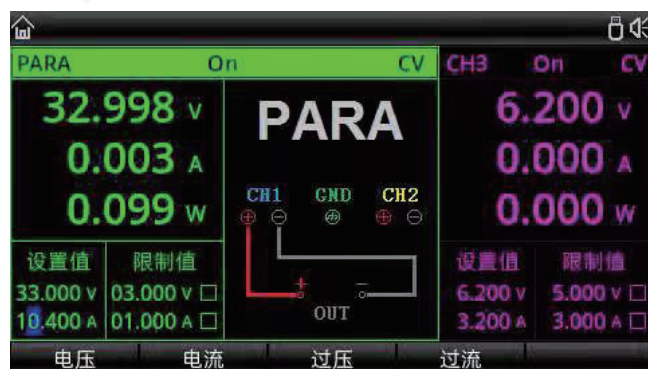 PARA On CV CH3 On CV
32.998 V
0.003 A
0.099 W
设置值 限制值
33.000 V 03.000 V
10.400 A 01.000 A
PARA
CH1 GND CH2
+ −
OUT
6.200 V
0.000 A
0.000 W
设置值 限制值
6.200 V 5.000 V
3.200 A 3.000 A
电压 电流 过压 过流